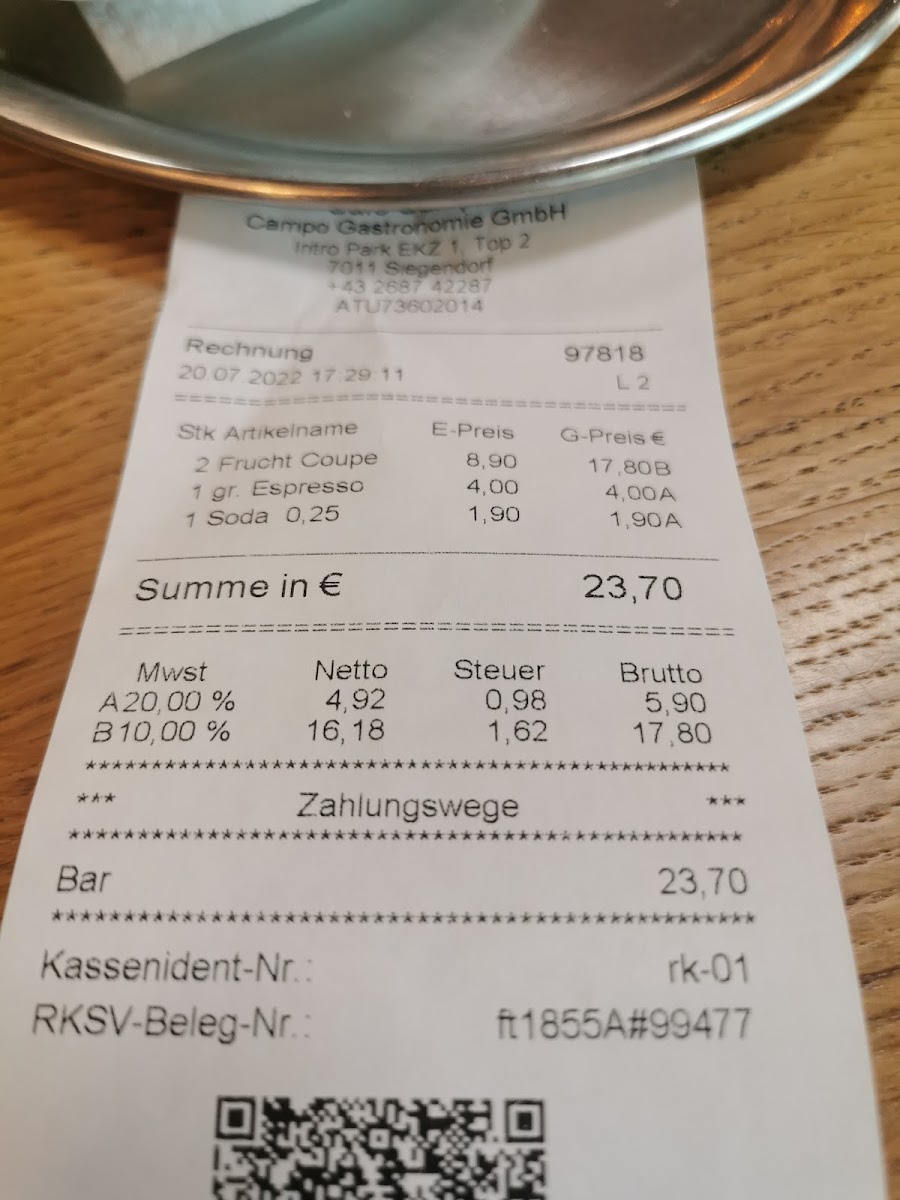 Campo Gastronomie GmbH
Intro Park EKZ 1, Top 2
7011 Siegendorf
+43 2687 42287
ATU73602014
Rechnung 97818
20.07.2022 17:29:11 L 2
==========================================
Stk Artikelname E-Preis G-Preis €
2 Frucht Coupe 8,90 17,80B
1 gr. Espresso 4,00 4,00A
1 Soda 0,25 1,90 1,90A
Summe in € 23,70
==========================================
Mwst Netto Steuer Brutto
A20,00 % 4,92 0,98 5,90
B10,00 % 16,18 1,62 17,80
******************************************
*** Zahlungswege ***
******************************************
Bar 23,70
******************************************
Kassenident-Nr.: rk-01
RKSV-Beleg-Nr.: ft1855A#99477